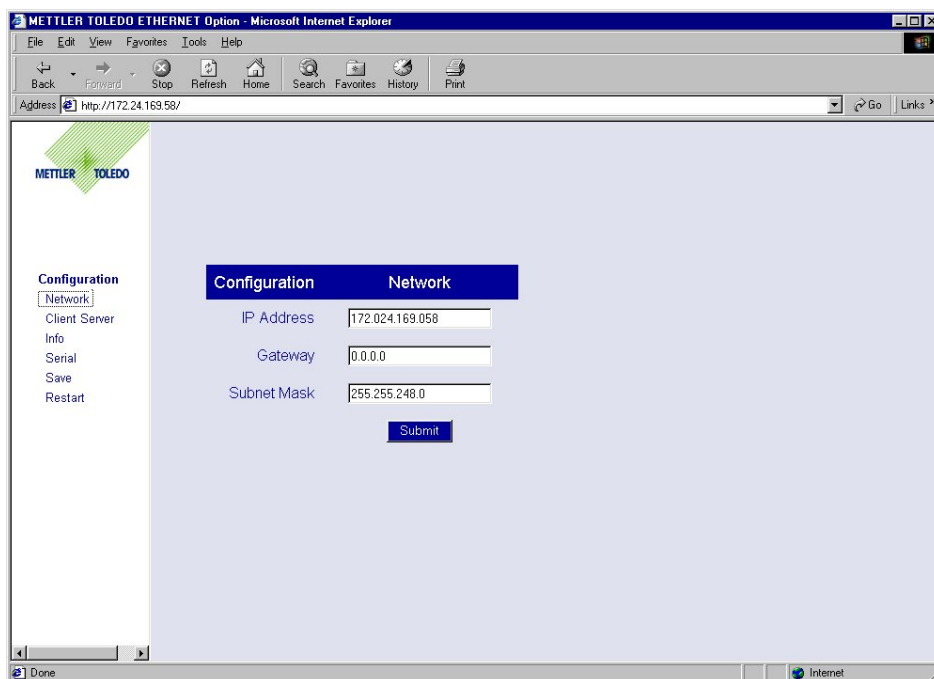 METTLER TOLEDO ETHERNET Option - Microsoft Internet Explorer
File Edit View Favorites Tools Help
Back Forward Stop Refresh Home Search Favorites History Print
Address http://172.24.169.58/ Go Links »
METTLER TOLEDO
Configuration
Network
Client Server
Info
Serial
Save
Restart
Configuration Network
IP Address 172.024.169.058
Gateway 0.0.0.0
Subnet Mask 255.255.248.0
Submit
Done Internet